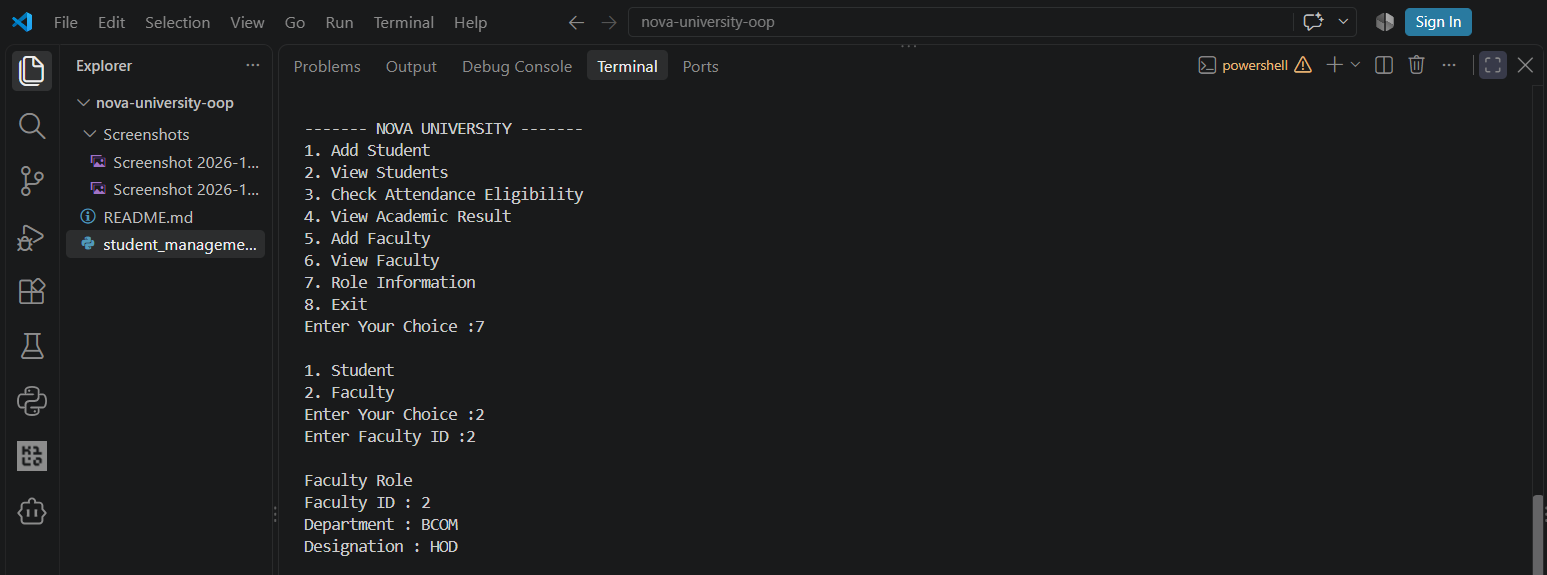 File Edit Selection View Go Run Terminal Help
nova-university-oop
Sign In
Explorer
nova-university-oop
Screenshots
Screenshot 2026-1...
Screenshot 2026-1...
README.md
student_manageme...
Problems Output Debug Console Terminal Ports
powershell
------- NOVA UNIVERSITY -------
1. Add Student
2. View Students
3. Check Attendance Eligibility
4. View Academic Result
5. Add Faculty
6. View Faculty
7. Role Information
8. Exit
Enter Your Choice :7
1. Student
2. Faculty
Enter Your Choice :2
Enter Faculty ID :2
Faculty Role
Faculty ID : 2
Department : BCOM
Designation : HOD